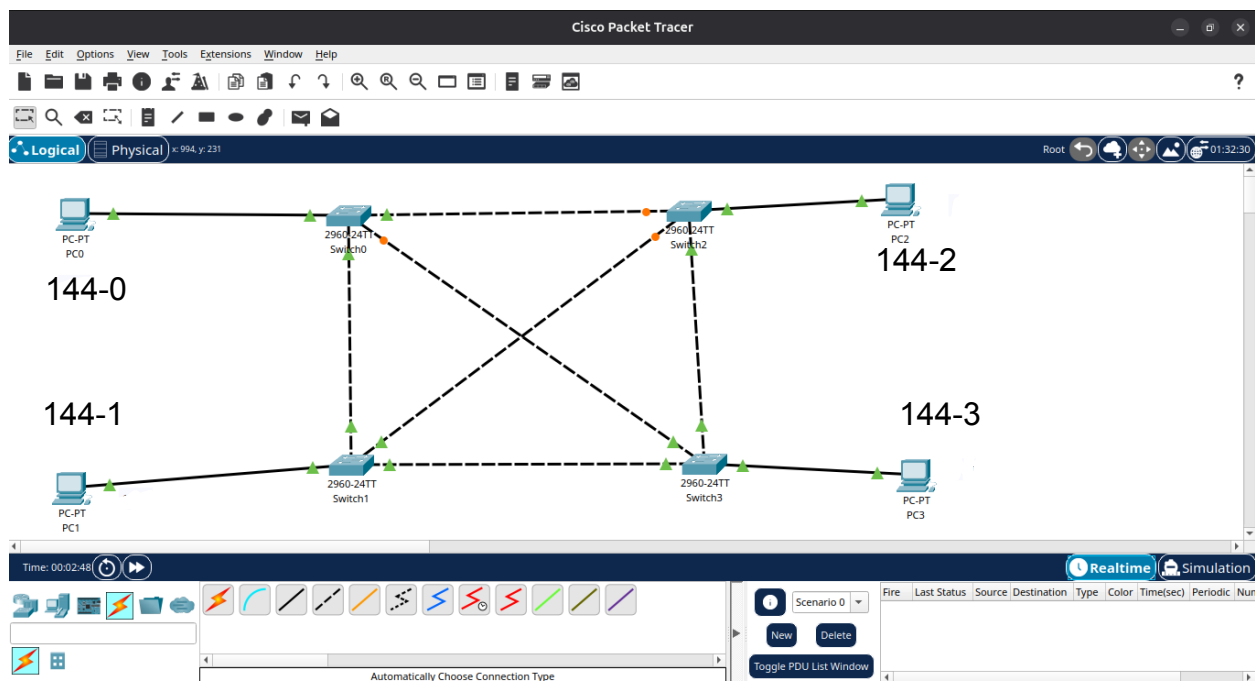 Cisco Packet Tracer
File Edit Options View Tools Extensions Window Help
?
Logical Physical x: 994, y: 231 Root 01:32:30
PC-PT
PC0
144-0
2960-24TT
Switch0
2960-24TT
Switch2
PC-PT
PC2
144-2
144-1
144-3
PC-PT
PC1
2960-24TT
Switch1
2960-24TT
Switch3
PC-PT
PC3
Time: 00:02:48 Realtime Simulation
Scenario 0
New Delete
Toggle PDU List Window
Fire Last Status Source Destination Type Color Time(sec) Periodic Num
Automatically Choose Connection Type